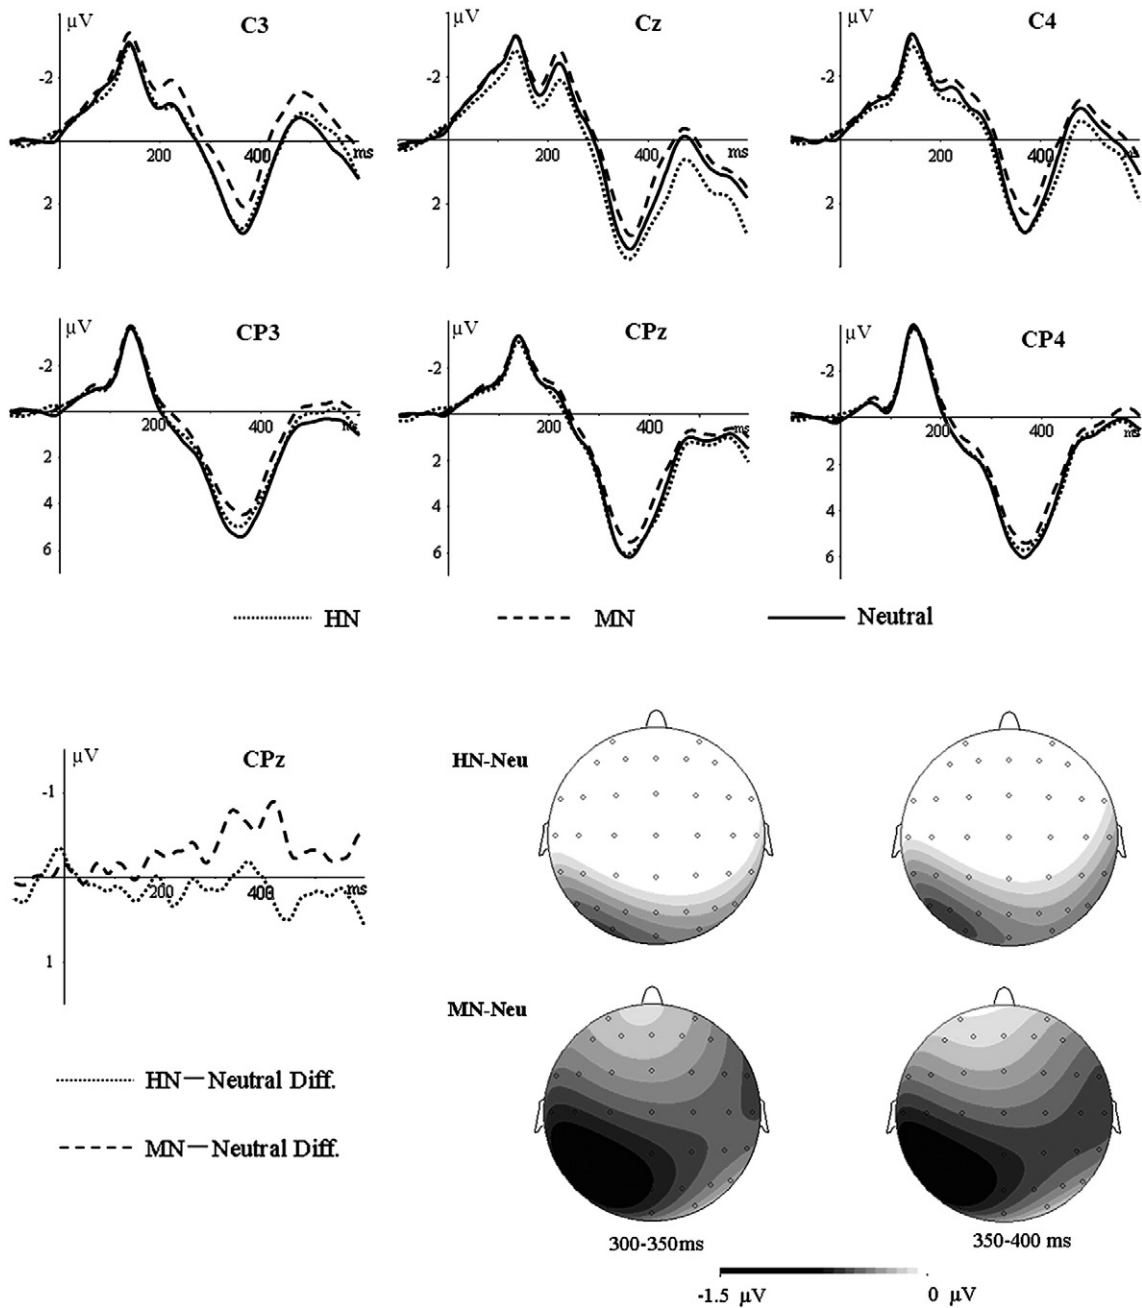 µV C3
-2
200 400 ms
2
µV Cz
-2
200 400 ms
2
µV C4
-2
200 400 ms
2
µV CP3
-2
200 400 ms
2
4
6
µV CPz
-2
200 400 ms
2
4
6
µV CP4
-2
200 400 ms
2
4
6
HN MN Neutral
µV CPz
-1
200 400 ms
1
HN—Neutral Diff.
MN—Neutral Diff.
HN-Neu
MN-Neu
300-350ms 350-400 ms
-1.5 µV 0 µV